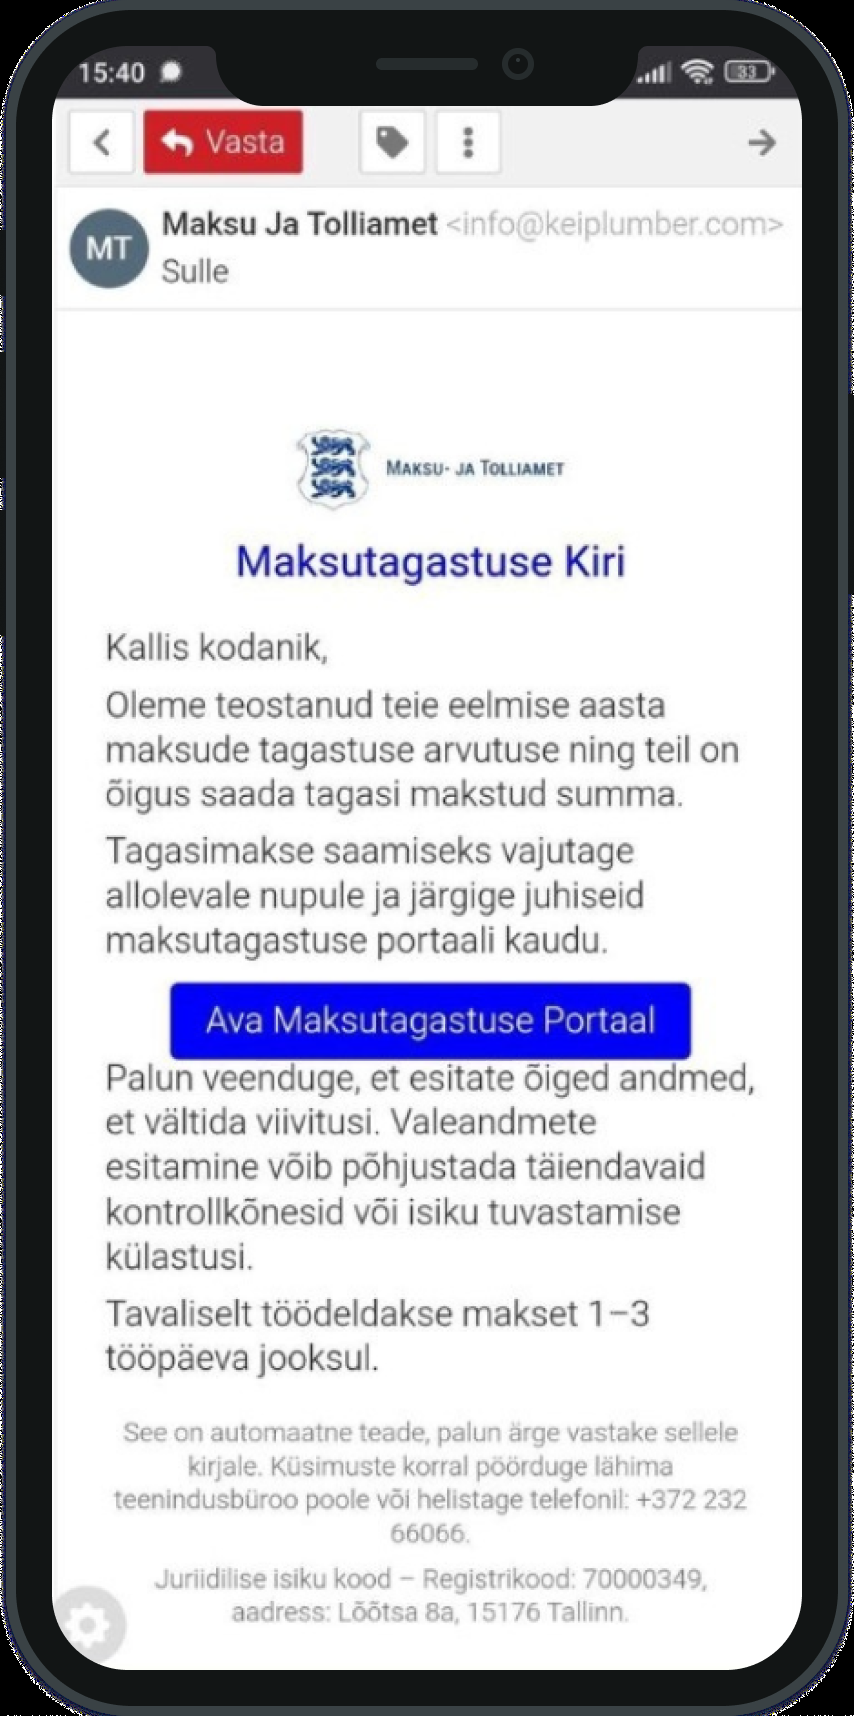 15:40
33
Vasta
Maksu Ja Tolliamet <info@keiplumber.com>
MT
Sulle
MAKSU- JA TOLLIAMET
Maksutagastuse Kiri
Kallis kodanik,
Oleme teostanud teie eelmise aasta
maksude tagastuse arvutuse ning teil on
õigus saada tagasi makstud summa.
Tagasimakse saamiseks vajutage
allolevale nupule ja järgige juhiseid
maksutagastuse portaali kaudu.
Ava Maksutagastuse Portaal
Palun veenduge, et esitate õiged andmed,
et vältida viivitusi. Valeandmete
esitamine võib põhjustada täiendavaid
kontrollkõnesid või isiku tuvastamise
külastusi.
Tavaliselt töödeldakse makset 1–3
tööpäeva jooksul.
See on automaatne teade, palun ärge vastake sellele
kirjale. Küsimuste korral pöörduge lähima
teenindusbüroo poole või helistage telefonil: +372 232
66066.
Juriidilise isiku kood – Registrikood: 70000349,
aadress: Lõõtsa 8a, 15176 Tallinn.